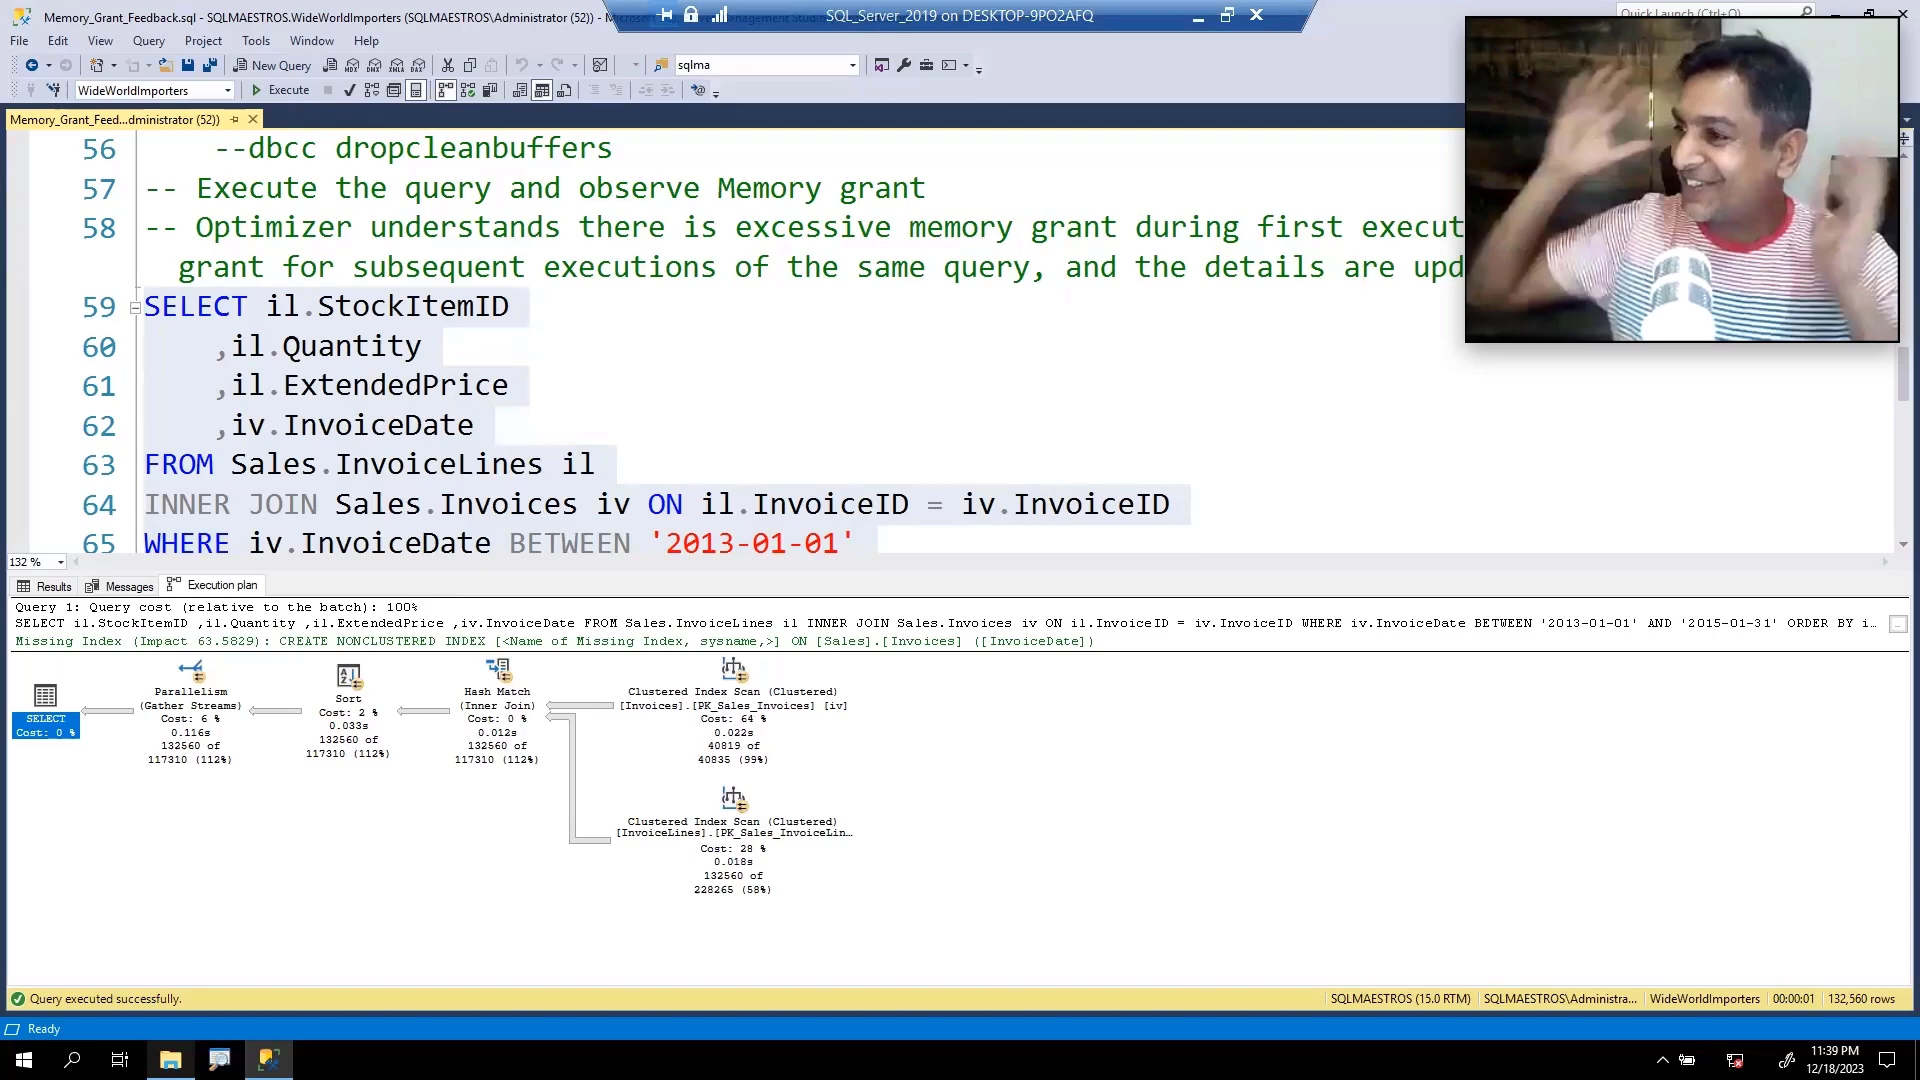 Memory_Grant_Feedback.sql - SQLMAESTROS.WideWorldImporters (SQLMAESTROS\Administrator (52))
SQL_Server_2019 on DESKTOP-9PO2AFQ
Quick Launch (Ctrl+Q)
File Edit View Query Project Tools Window Help
New Query
sqlma
WideWorldImporters
Execute
Memory_Grant_Feed...dministrator (52))
56 --dbcc dropcleanbuffers
57 -- Execute the query and observe Memory grant
58 -- Optimizer understands there is excessive memory grant during first execut
grant for subsequent executions of the same query, and the details are upd
59 SELECT il.StockItemID
60 ,il.Quantity
61 ,il.ExtendedPrice
62 ,iv.InvoiceDate
63 FROM Sales.InvoiceLines il
64 INNER JOIN Sales.Invoices iv ON il.InvoiceID = iv.InvoiceID
65 WHERE iv.InvoiceDate BETWEEN '2013-01-01'
132 %
Results Messages Execution plan
Query 1: Query cost (relative to the batch): 100%
SELECT il.StockItemID ,il.Quantity ,il.ExtendedPrice ,iv.InvoiceDate FROM Sales.InvoiceLines il INNER JOIN Sales.Invoices iv ON il.InvoiceID = iv.InvoiceID WHERE iv.InvoiceDate BETWEEN '2013-01-01' AND '2015-01-31' ORDER BY i...
Missing Index (Impact 63.5829): CREATE NONCLUSTERED INDEX [<Name of Missing Index, sysname,>] ON [Sales].[Invoices] ([InvoiceDate])
SELECT
Cost: 0 %
Parallelism
(Gather Streams)
Cost: 6 %
0.116s
132560 of
117310 (112%)
Sort
Cost: 2 %
0.033s
132560 of
117310 (112%)
Hash Match
(Inner Join)
Cost: 0 %
0.012s
132560 of
117310 (112%)
Clustered Index Scan (Clustered)
[Invoices].[PK_Sales_Invoices] [iv]
Cost: 64 %
0.022s
40819 of
40835 (99%)
Clustered Index Scan (Clustered)
[InvoiceLines].[PK_Sales_InvoiceLin...
Cost: 28 %
0.018s
132560 of
228265 (58%)
Query executed successfully.
SQLMAESTROS (15.0 RTM) SQLMAESTROS\Administra... WideWorldImporters 00:00:01 132,560 rows
Ready
11:39 PM
12/18/2023